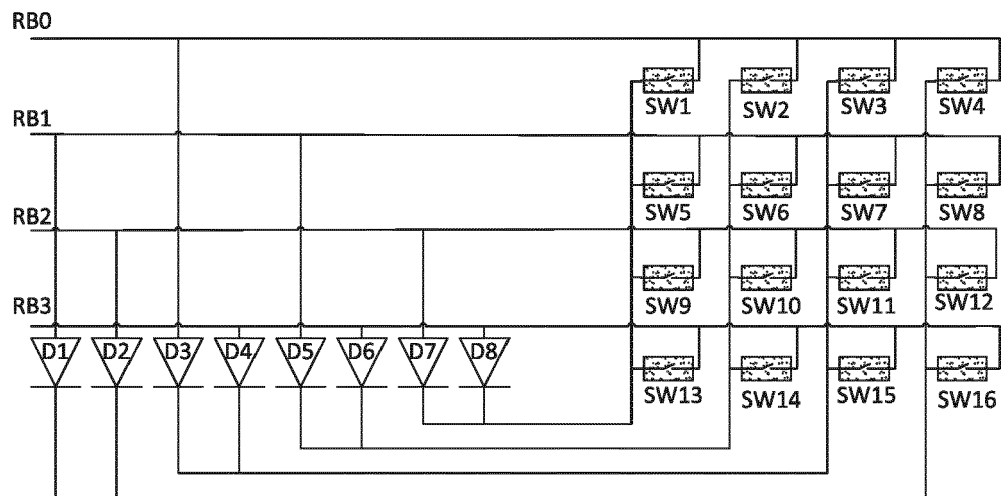 RB0
SW1 SW2 SW3 SW4
RB1
SW5 SW6 SW7 SW8
RB2
SW9 SW10 SW11 SW12
RB3
D1 D2 D3 D4 D5 D6 D7 D8
SW13 SW14 SW15 SW16